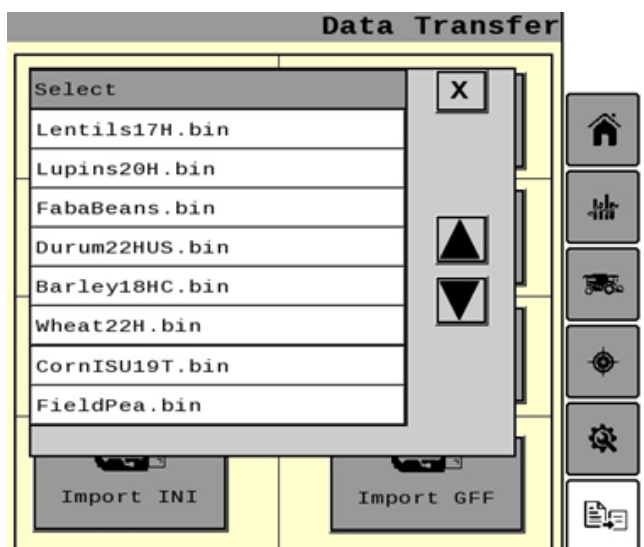 Data Transfer
Select
X
Lentils17H.bin
Lupins20H.bin
FabaBeans.bin
Durum22HUS.bin
Barley18HC.bin
Wheat22H.bin
CornISU19T.bin
FieldPea.bin
Import INI
Import GFF